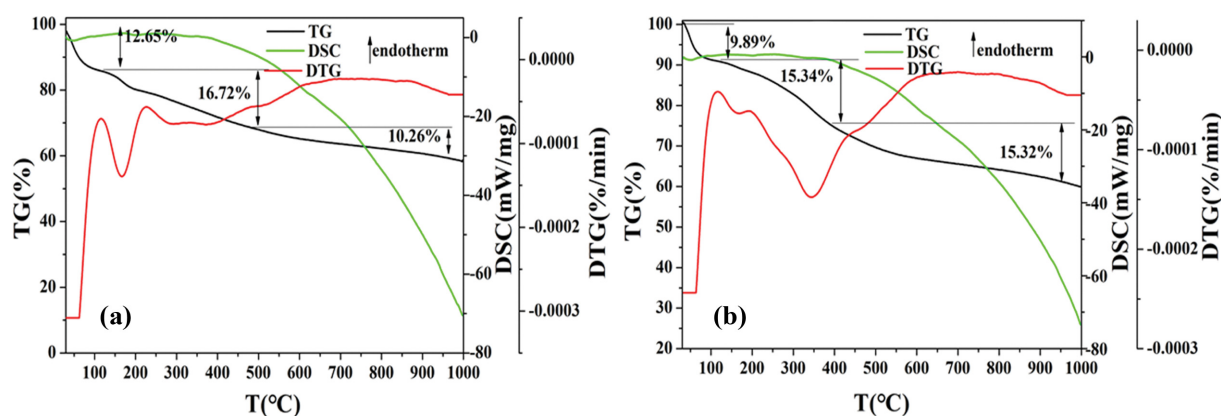 100
80
60
40
20
0
TG(%)
12.65%
16.72%
10.26%
TG
DSC
DTG
endotherm
(a)
100 200 300 400 500 600 700 800 900 1000
T(℃)
0
-20
-40
-60
-80
DSC(mW/mg)
0.0000
-0.0001
-0.0002
-0.0003
DTG(%/min)
100
90
80
70
60
50
40
30
20
TG(%)
9.89%
15.34%
15.32%
TG
DSC
DTG
endotherm
(b)
100 200 300 400 500 600 700 800 900 1000
T(℃)
0
-20
-40
-60
-80
DSC(mW/mg)
0.0000
-0.0001
-0.0002
-0.0003
DTG(%/min)